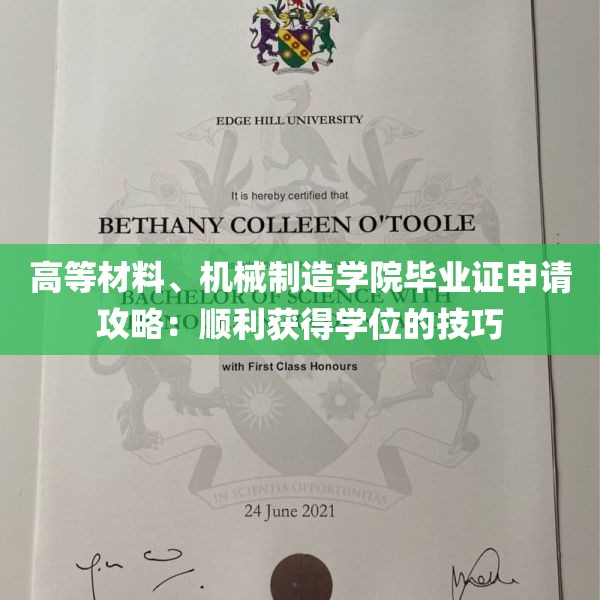 EDGE HILL UNIVERSITY
It is hereby certified that
BETHANY COLLEEN O'TOOLE
高等材料、机械制造学院毕业证申请
攻略：顺利获得学位的技巧
BACHELOR OF SCIENCE WITH
with First Class Honours
IN SCIENTIA OPPORTUNITAS
24 June 2021